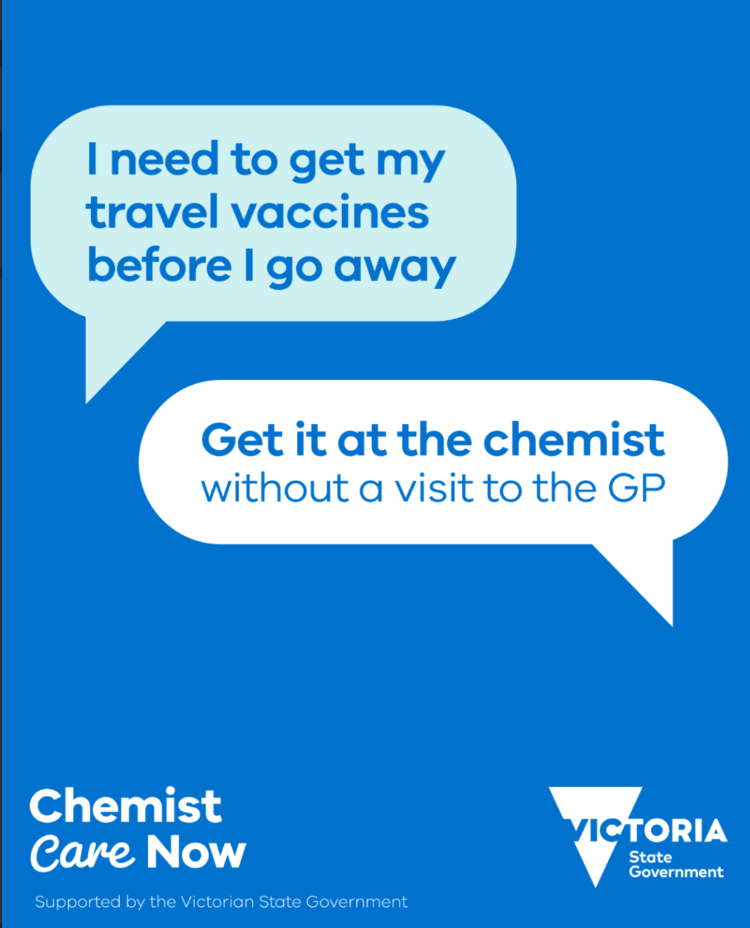 I need to get my
travel vaccines
before I go away
Get it at the chemist
without a visit to the GP
Chemist
Care Now
Supported by the Victorian State Government
VICTORIA
State
Government